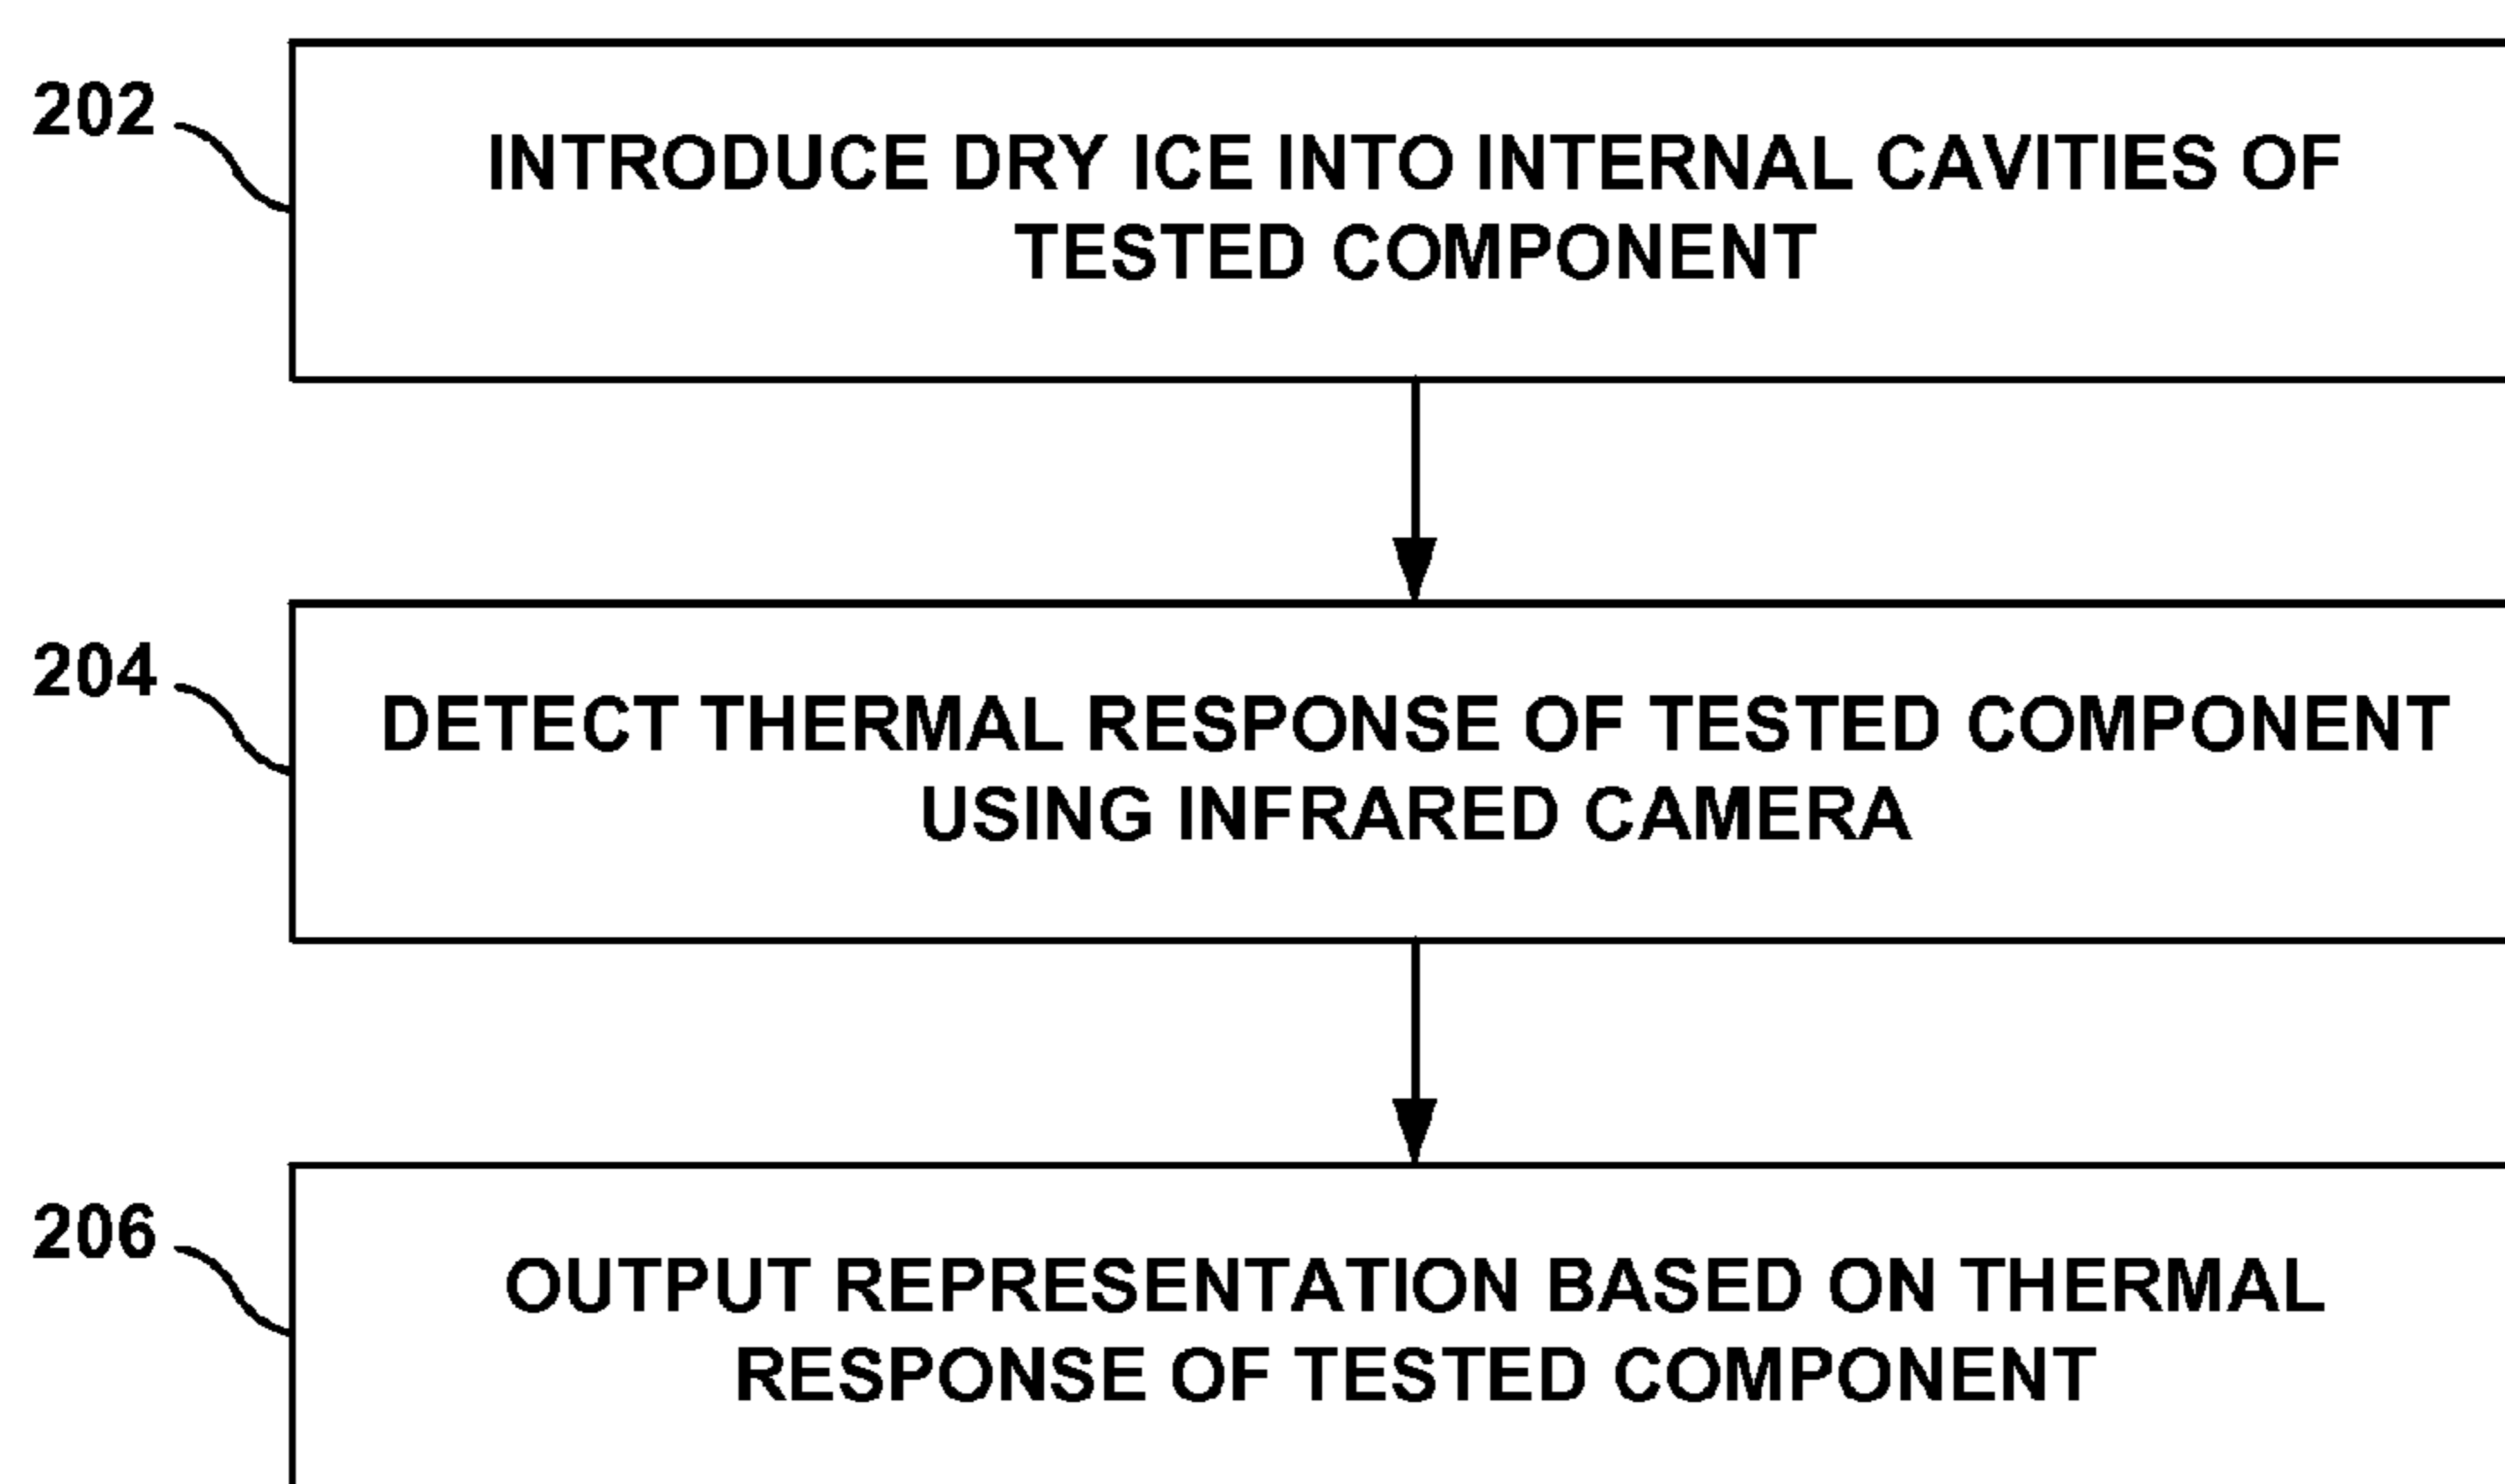 202
INTRODUCE DRY ICE INTO INTERNAL CAVITIES OF
TESTED COMPONENT
204
DETECT THERMAL RESPONSE OF TESTED COMPONENT
USING INFRARED CAMERA
206
OUTPUT REPRESENTATION BASED ON THERMAL
RESPONSE OF TESTED COMPONENT